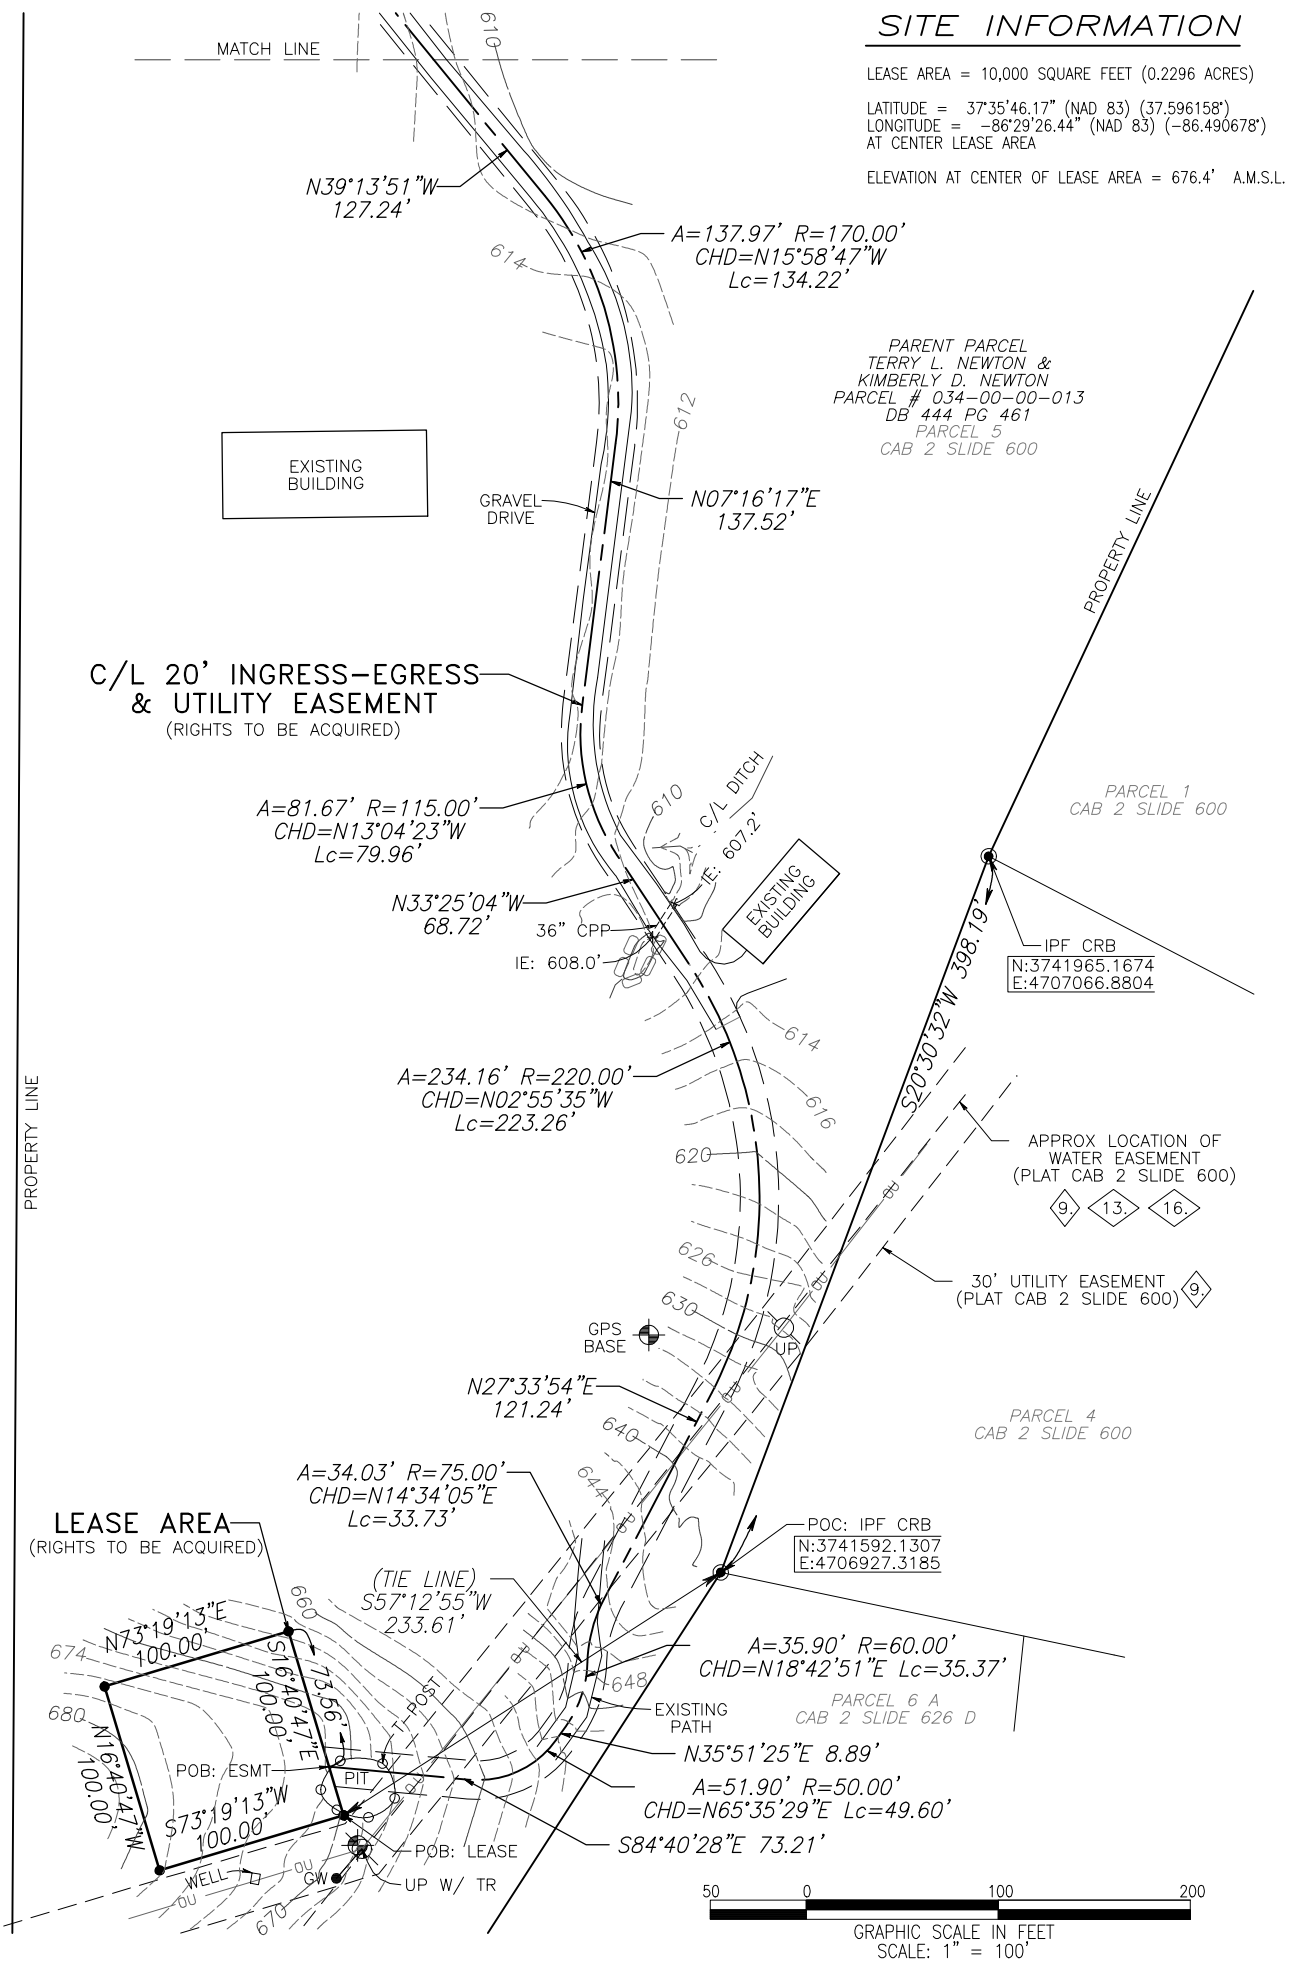 SITE INFORMATION
LEASE AREA = 10,000 SQUARE FEET (0.2296 ACRES)
LATITUDE = 37°35'46.17" (NAD 83) (37.596158°)
LONGITUDE = -86°29'26.44" (NAD 83) (-86.490678°)
AT CENTER LEASE AREA
ELEVATION AT CENTER OF LEASE AREA = 676.4' A.M.S.L.
MATCH LINE
610
N39°13'51"W
127.24'
A=137.97' R=170.00'
CHD=N15°58'47"W
Lc=134.22'
614
PARENT PARCEL
TERRY L. NEWTON &
KIMBERLY D. NEWTON
PARCEL # 034-00-00-013
DB 444 PG 461
PARCEL 5
CAB 2 SLIDE 600
612
EXISTING
BUILDING
GRAVEL
DRIVE
N07°16'17"E
137.52'
PROPERTY LINE
C/L 20' INGRESS-EGRESS
& UTILITY EASEMENT
(RIGHTS TO BE ACQUIRED)
A=81.67' R=115.00'
CHD=N13°04'23"W
Lc=79.96'
610
C/L DITCH
IE: 607.2'
PARCEL 1
CAB 2 SLIDE 600
EXISTING
BUILDING
N33°25'04"W
68.72'
36" CPP
IE: 608.0'
IPF CRB
N:3741965.1674
E:4707066.8804
S20°30'32"W 398.19'
614
616
A=234.16' R=220.00'
CHD=N02°55'35"W
Lc=223.26'
PROPERTY LINE
620
APPROX LOCATION OF
WATER EASEMENT
(PLAT CAB 2 SLIDE 600)
9.
13.
16.
OU
626
30' UTILITY EASEMENT
(PLAT CAB 2 SLIDE 600)
9.
OU
630
GPS
BASE
UP
N27°33'54"E
121.24'
OU
640
PARCEL 4
CAB 2 SLIDE 600
A=34.03' R=75.00'
CHD=N14°34'05"E
Lc=33.73'
644
OU
LEASE AREA
(RIGHTS TO BE ACQUIRED)
POC: IPF CRB
N:3741592.1307
E:4706927.3185
(TIE LINE)
S57°12'55"W
233.61'
660
N73°19'13"E
100.00'
674
OU
A=35.90' R=60.00'
CHD=N18°42'51"E Lc=35.37'
648
73.56'
S16°40'47"E
100.00'
T-POST
680
EXISTING
PATH
PARCEL 6 A
CAB 2 SLIDE 626 D
N16°40'47"W
100.00'
N35°51'25"E 8.89'
POB: ESMT
PIT
OU
A=51.90' R=50.00'
CHD=N65°35'29"E Lc=49.60'
S73°19'13"W
100.00'
S84°40'28"E 73.21'
POB: LEASE
WELL
OU
GW
UP W/ TR
OU
670
50 0 100 200
GRAPHIC SCALE IN FEET
SCALE: 1" = 100'